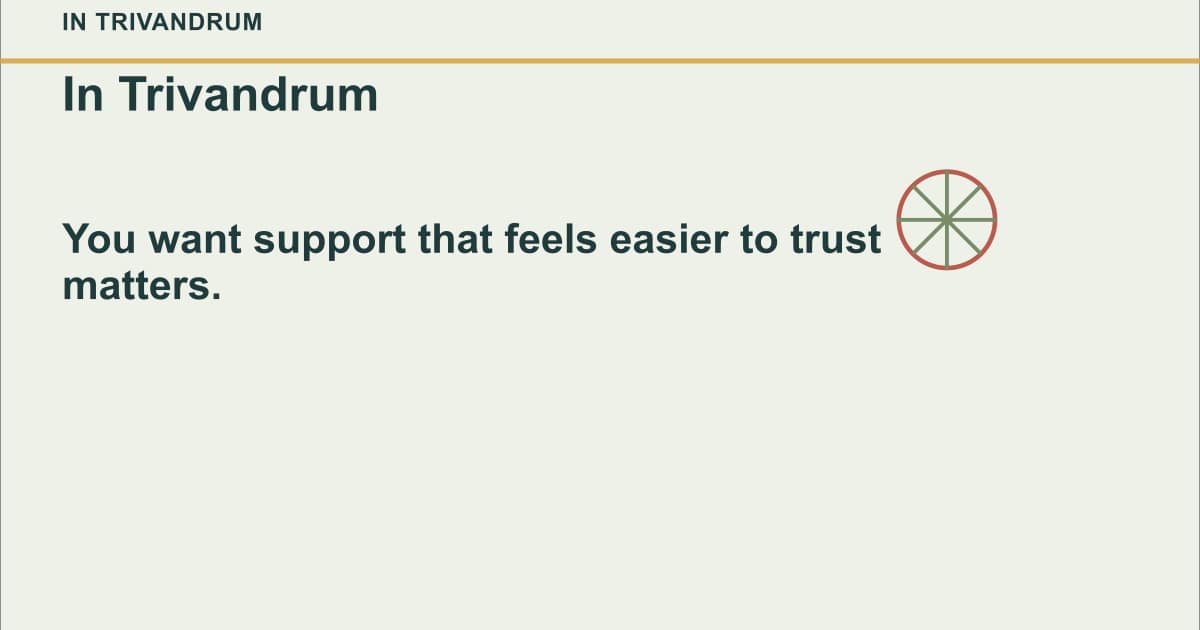 IN TRIVANDRUM
In Trivandrum
You want support that feels easier to trust
matters.